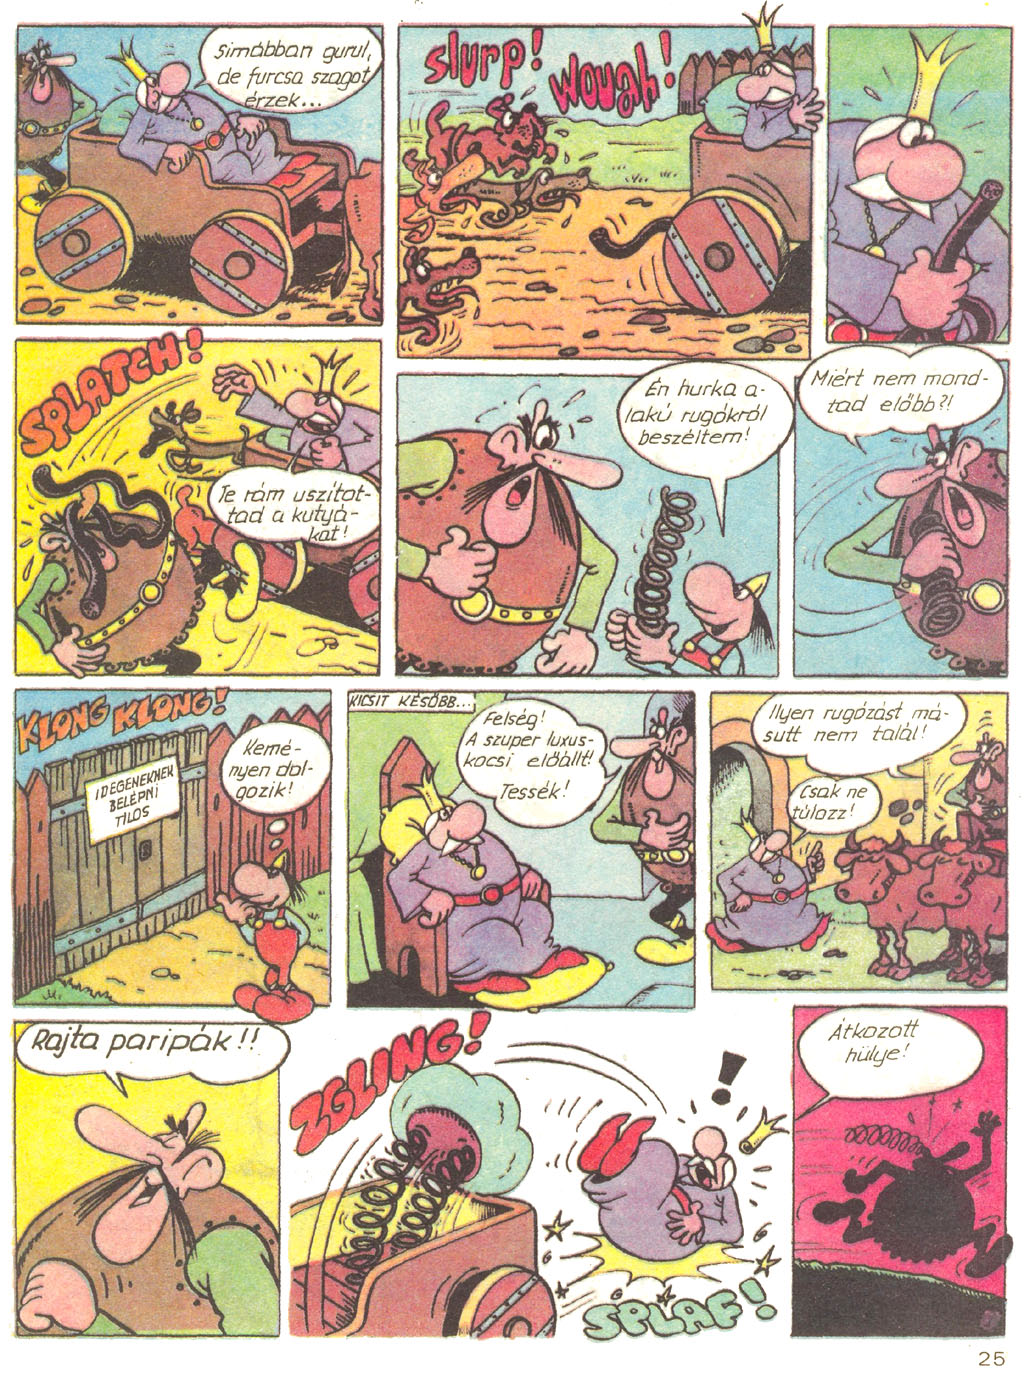 Simábban gurul,
de furcsa szagot
érzek...
slurp!
wouah!
SPLATCH!
Te rám uszítot-
tad a kutyá-
kat!
Én hurka a-
lakú rugókról
beszéltem!
Miért nem mond-
tad előbb?!
KLONG KLONG!
IDEGENEKNEK
BELÉPNI
TILOS
Kemé-
nyen dol-
gozik!
KICSIT KÉSŐBB...
Felség!
A szuper luxus-
kocsi előállt!
Tessék!
Ilyen rugózást má-
sutt nem talál!
Csak ne
túlozz!
Rajta paripák!!
ZGLING!
!
SPLAF!
Átkozott
hülye!
25